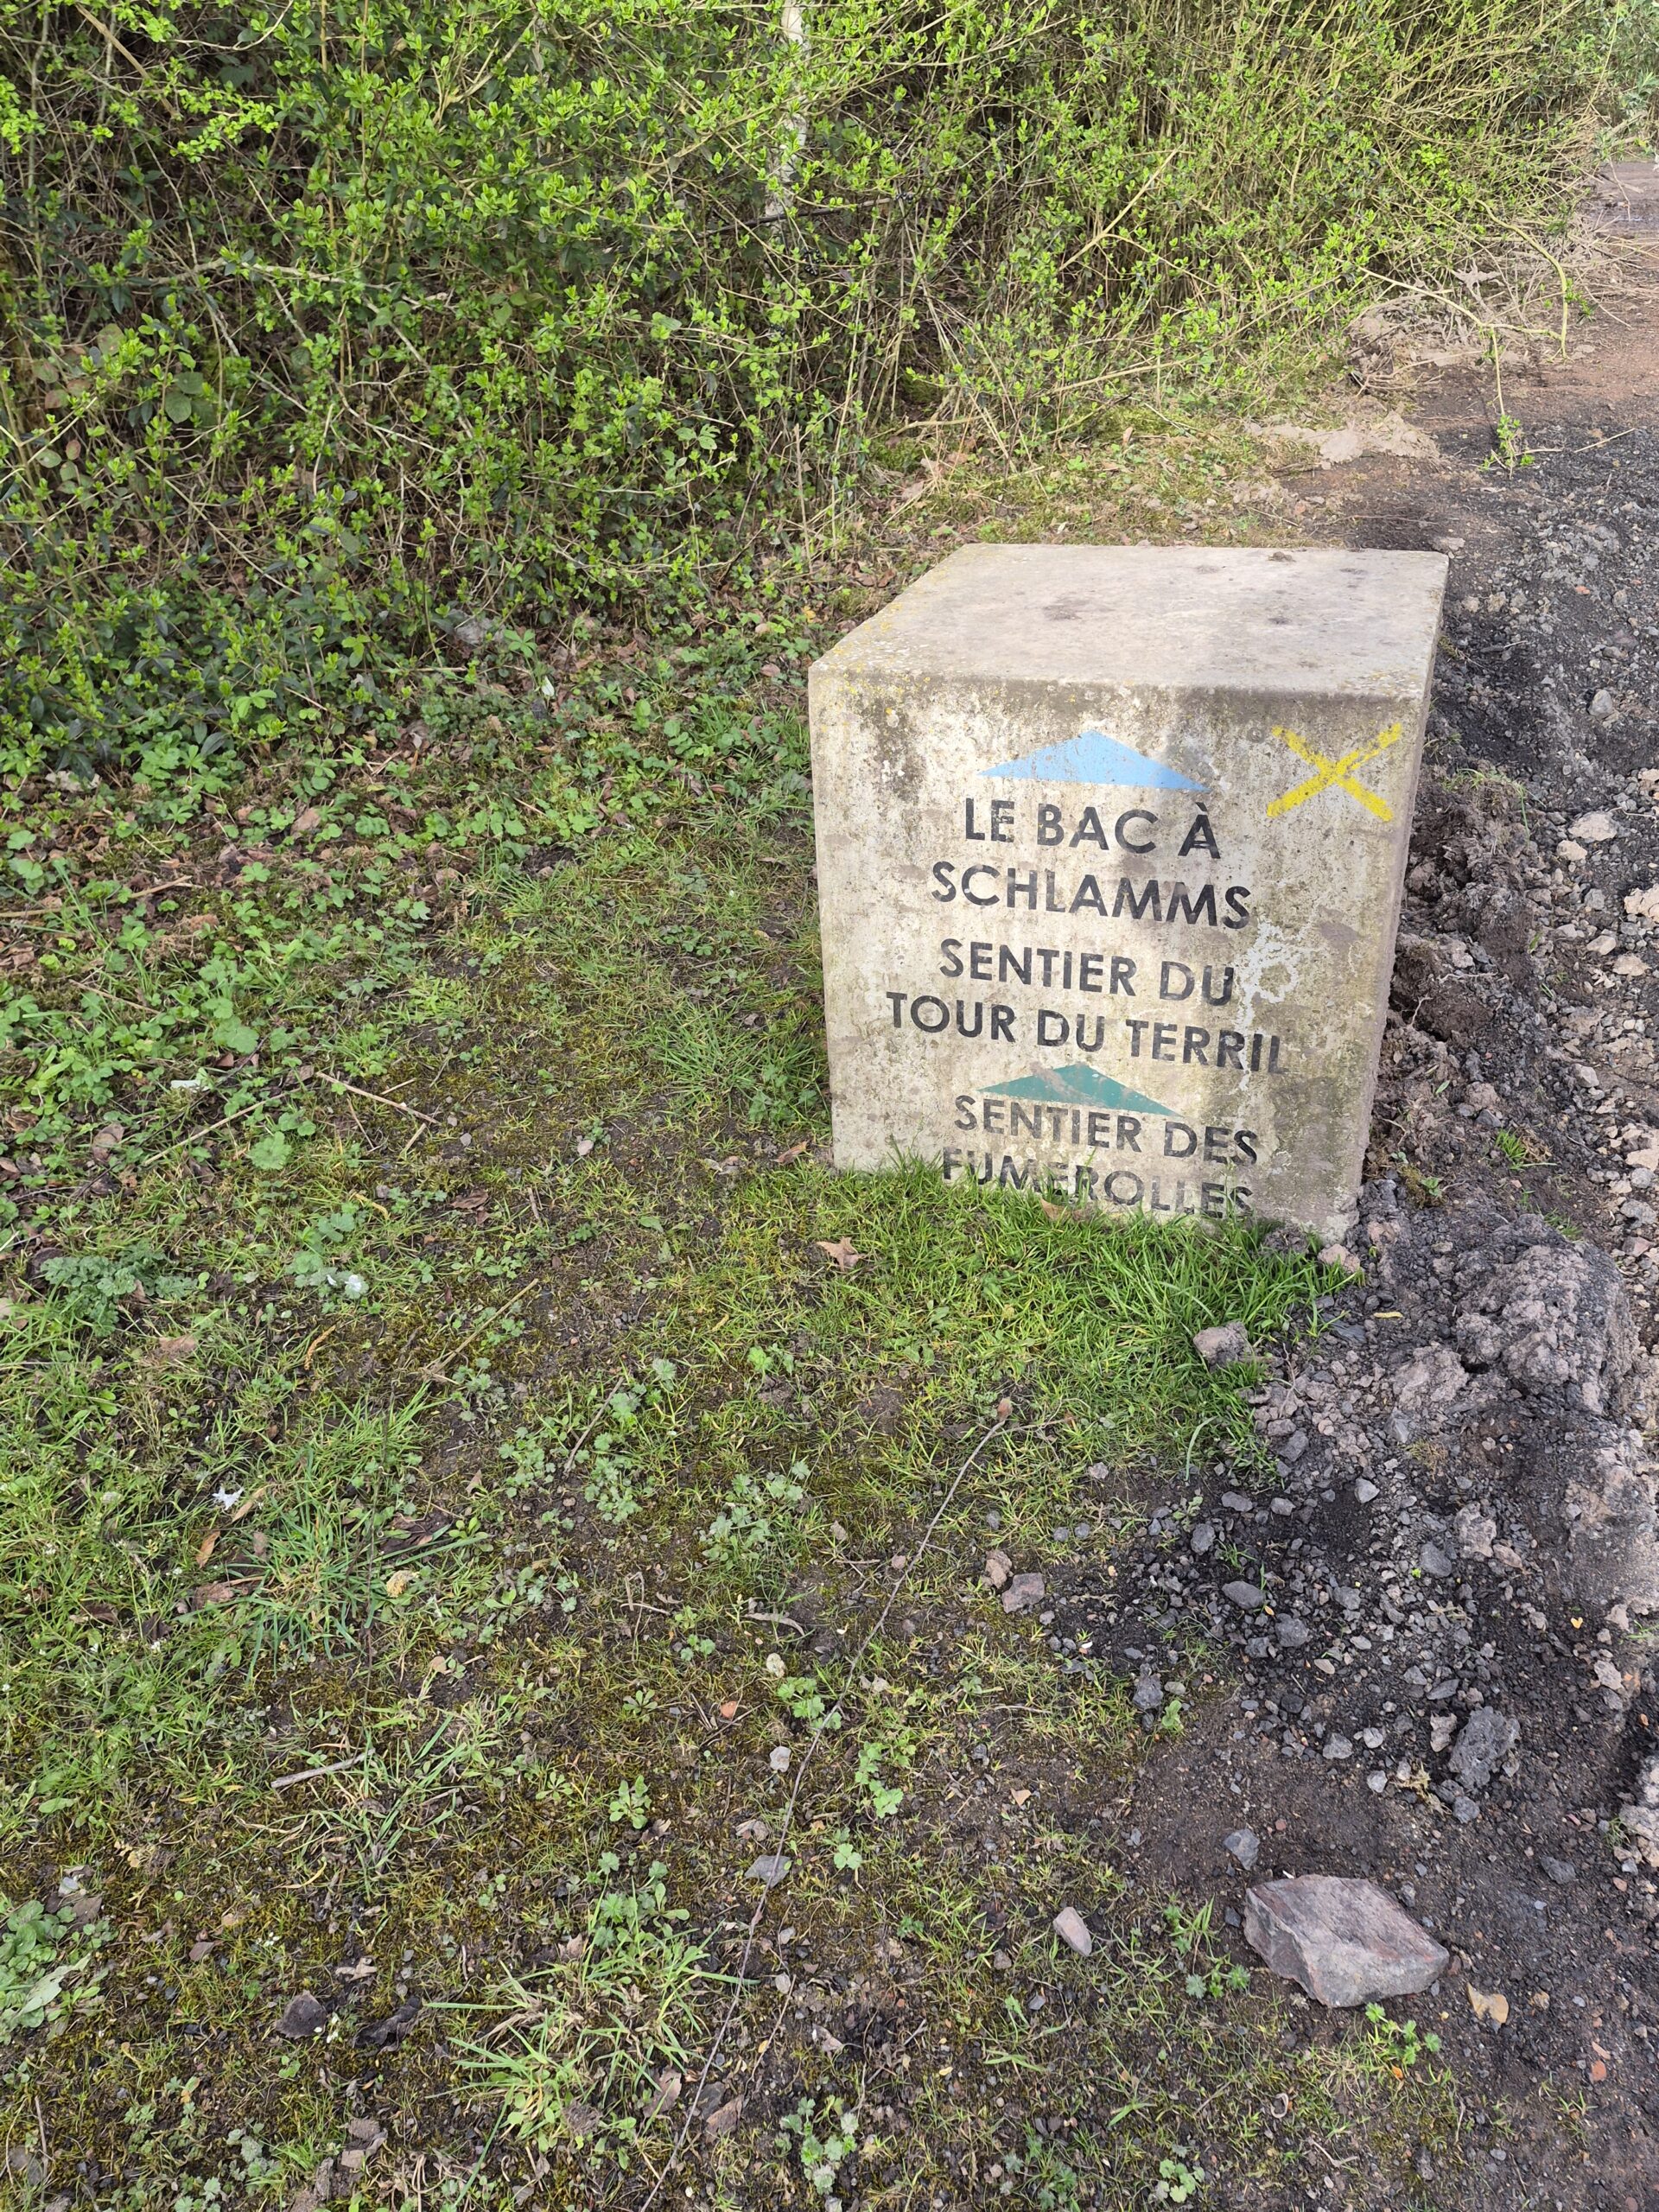 LE BAC À
SCHLAMMS
SENTIER DU
TOUR DU TERRIL
SENTIER DES
FUMEROLLES